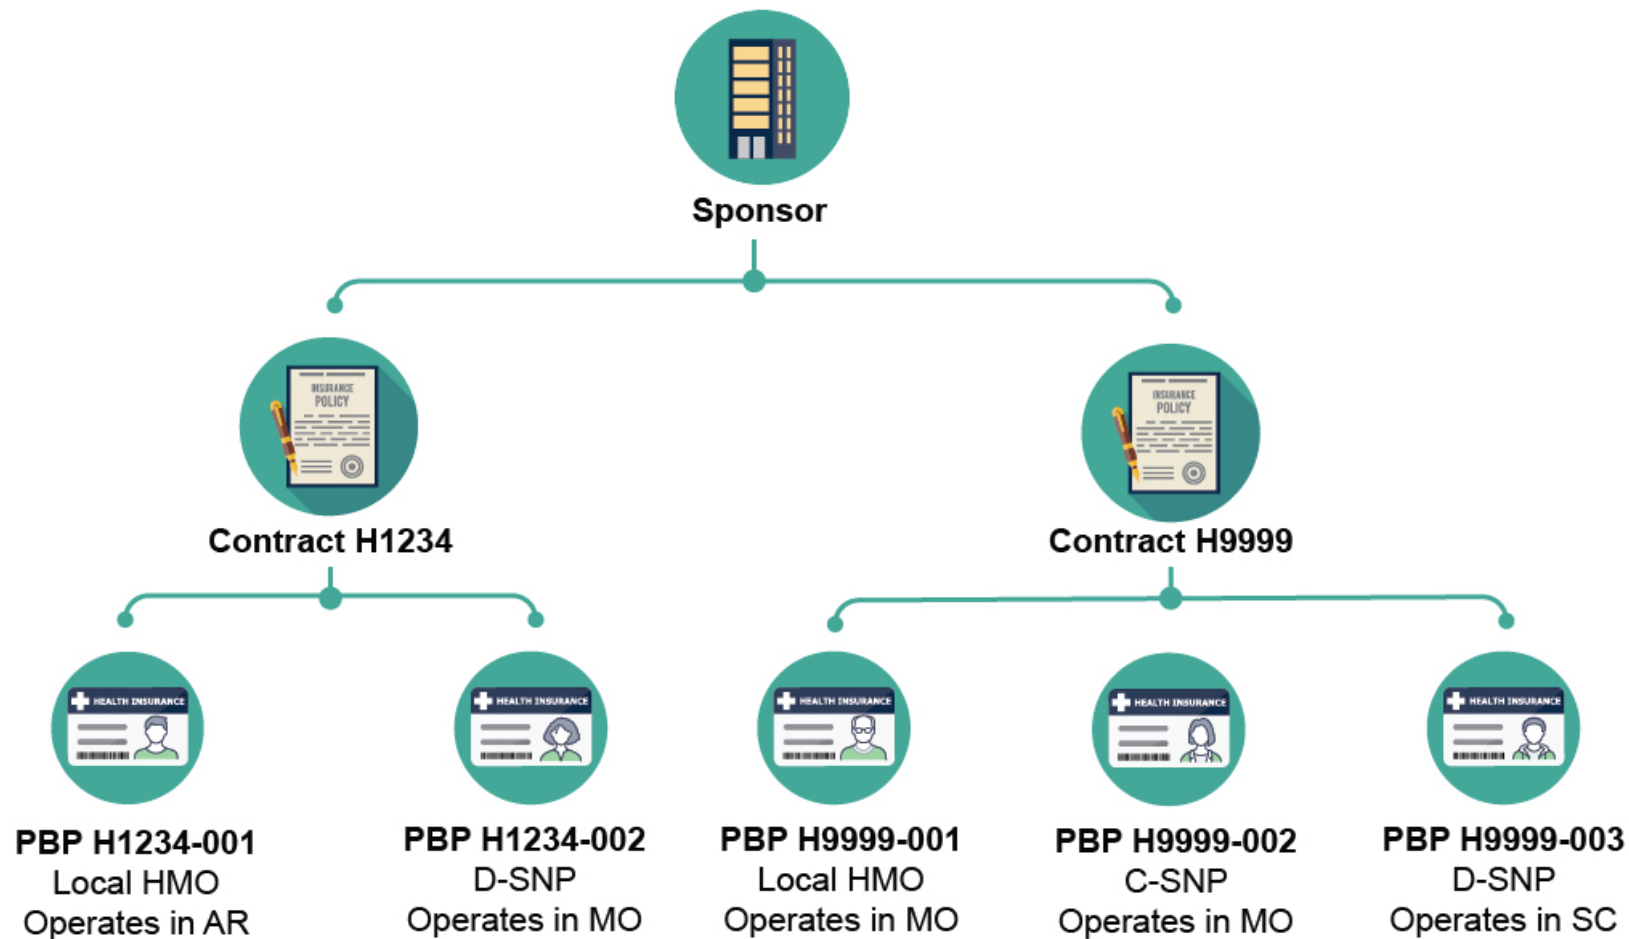 Sponsor
INSURANCE
POLICY
INSURANCE
POLICY
Contract H1234
Contract H9999
HEALTH INSURANCE
HEALTH INSURANCE
HEALTH INSURANCE
HEALTH INSURANCE
HEALTH INSURANCE
PBP H1234-001
Local HMO
Operates in AR
PBP H1234-002
D-SNP
Operates in MO
PBP H9999-001
Local HMO
Operates in MO
PBP H9999-002
C-SNP
Operates in MO
PBP H9999-003
D-SNP
Operates in SC